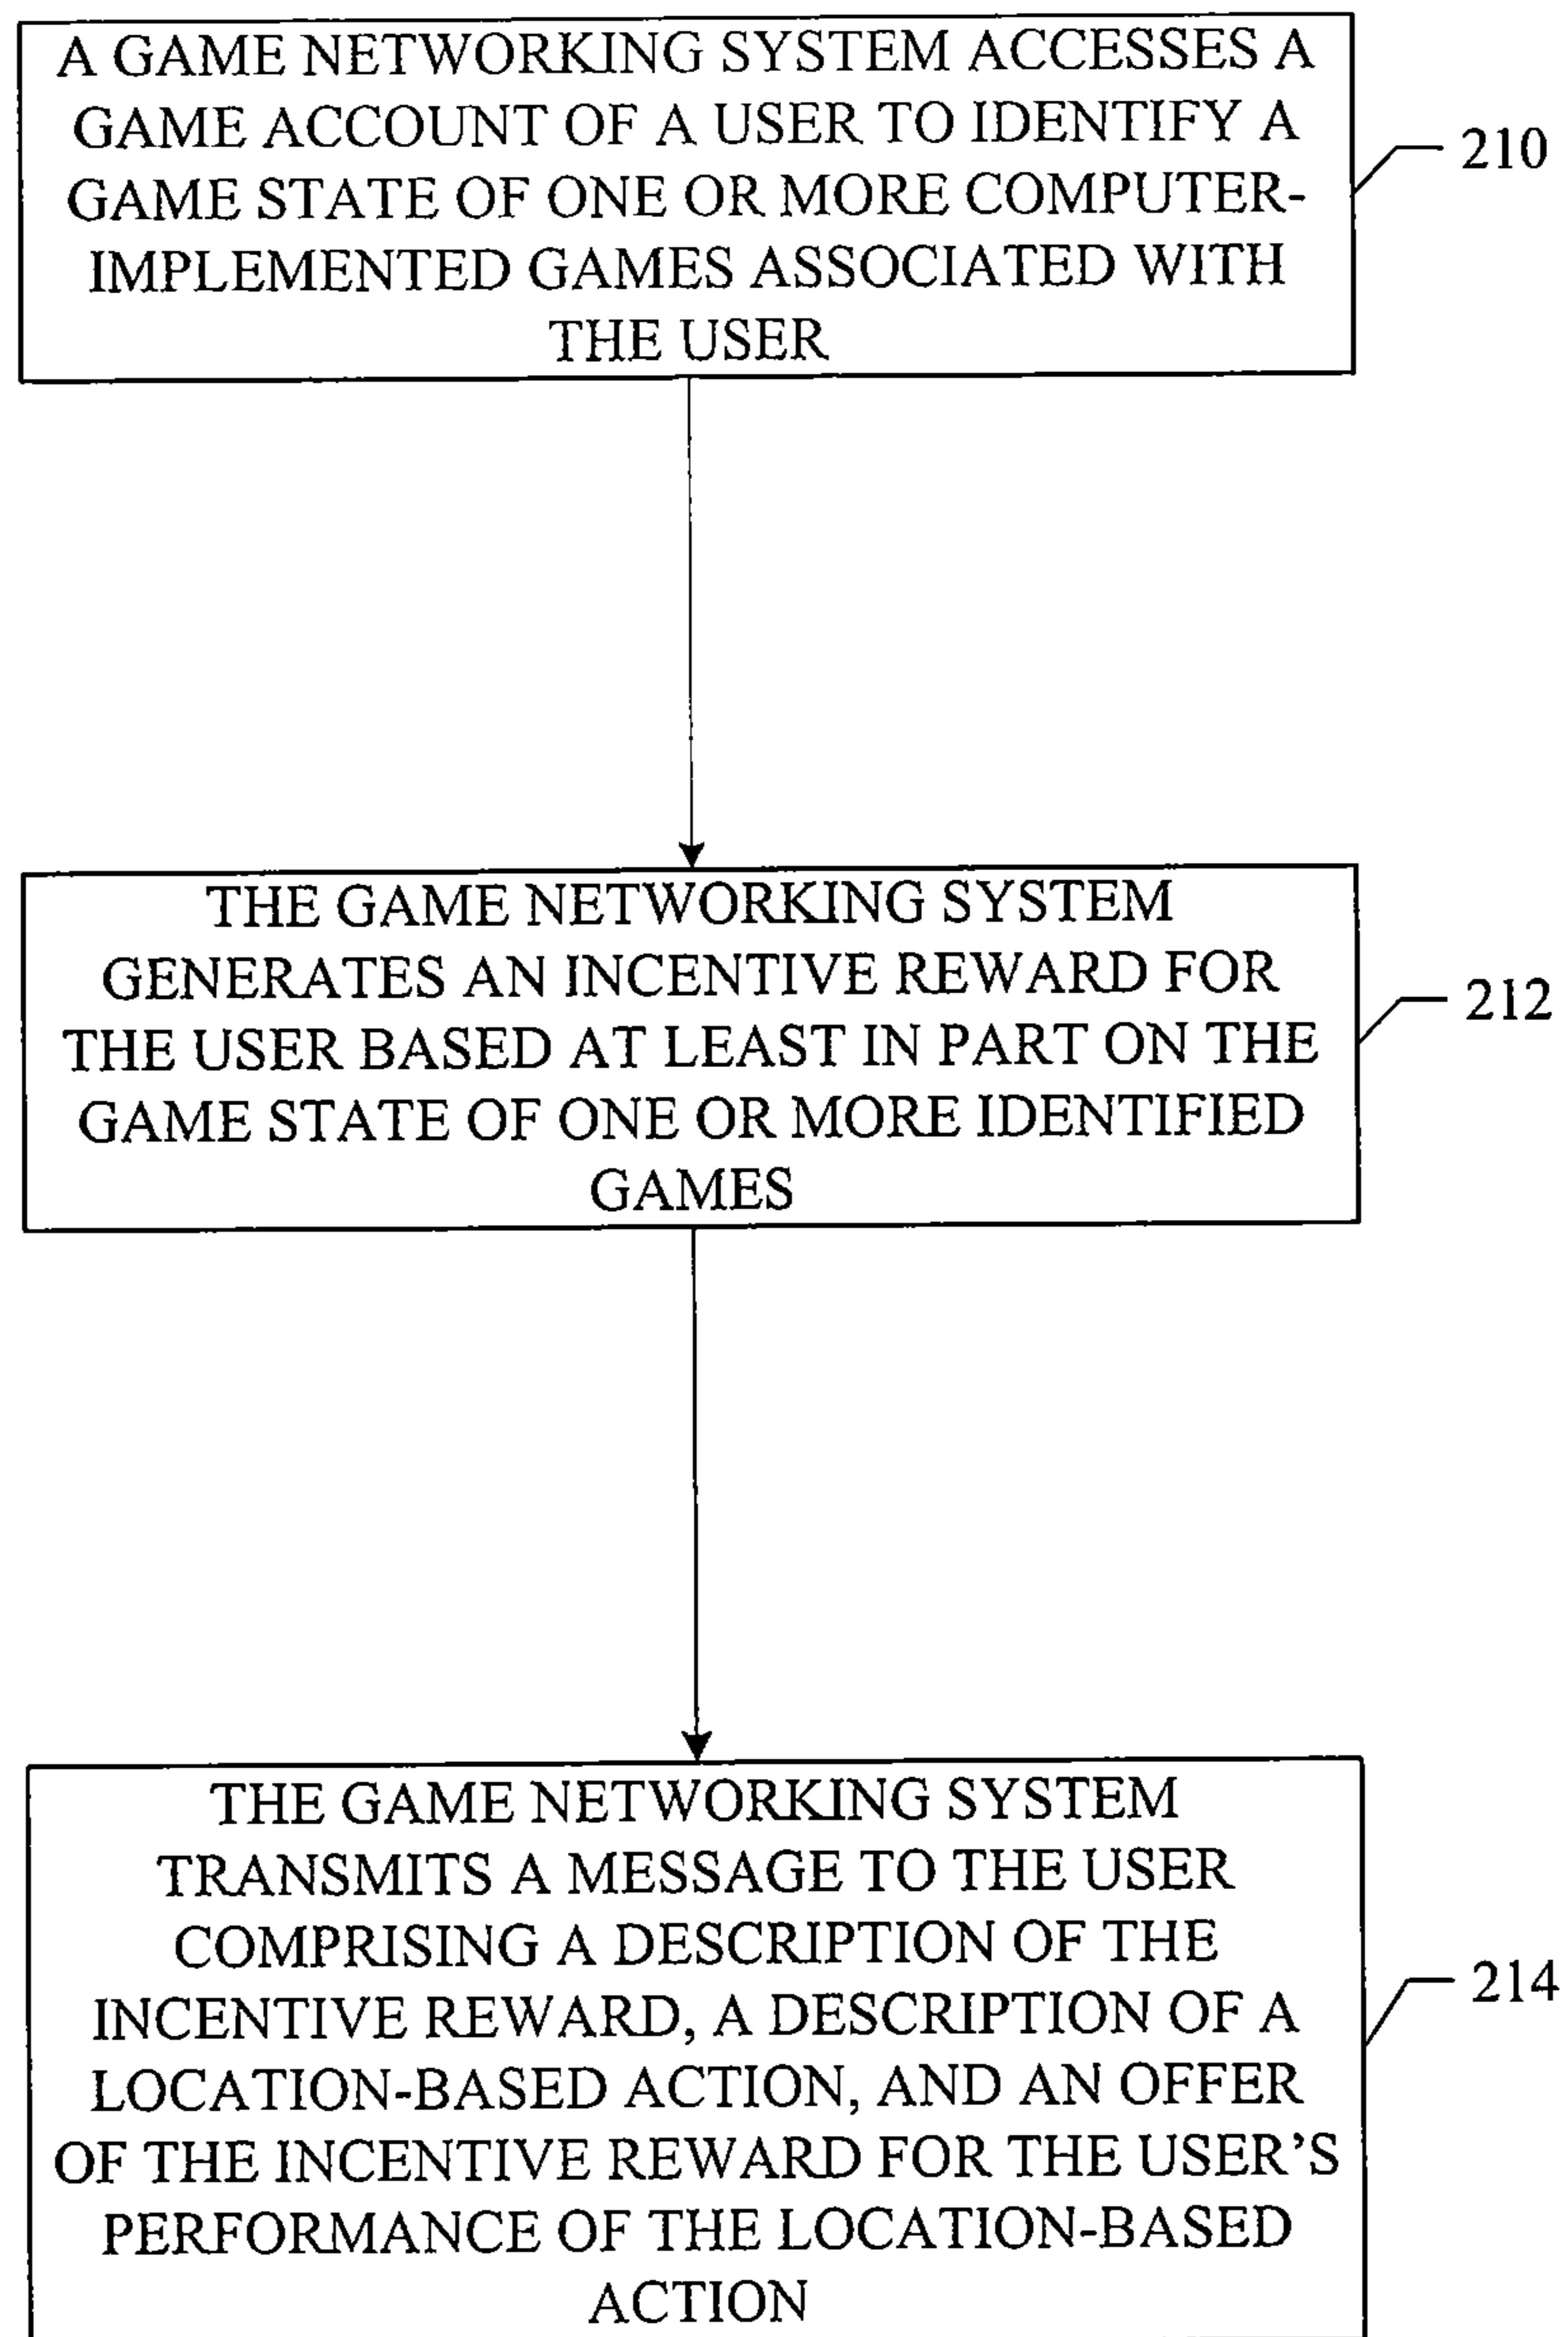 A GAME NETWORKING SYSTEM ACCESSES A
GAME ACCOUNT OF A USER TO IDENTIFY A
GAME STATE OF ONE OR MORE COMPUTER-
IMPLEMENTED GAMES ASSOCIATED WITH
THE USER
210
THE GAME NETWORKING SYSTEM
GENERATES AN INCENTIVE REWARD FOR
THE USER BASED AT LEAST IN PART ON THE
GAME STATE OF ONE OR MORE IDENTIFIED
GAMES
212
THE GAME NETWORKING SYSTEM
TRANSMITS A MESSAGE TO THE USER
COMPRISING A DESCRIPTION OF THE
INCENTIVE REWARD, A DESCRIPTION OF A
LOCATION-BASED ACTION, AND AN OFFER
OF THE INCENTIVE REWARD FOR THE USER’S
PERFORMANCE OF THE LOCATION-BASED
ACTION
214